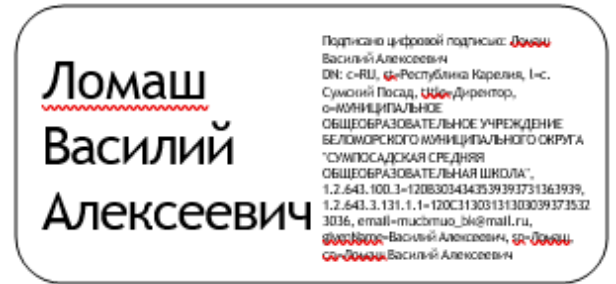 Ломаш
Василий
Алексеевич
Подписано цифровой подписью: Ломаш
Василий Алексеевич
DN: c=RU, st=Республика Карелия, l=с.
Сумский Посад, title=Директор,
o=МУНИЦИПАЛЬНОЕ
ОБЩЕОБРАЗОВАТЕЛЬНОЕ УЧРЕЖДЕНИЕ
БЕЛОМОРСКОГО МУНИЦИПАЛЬНОГО ОКРУГА
"СУМПОСАДСКАЯ СРЕДНЯЯ
ОБЩЕОБРАЗОВАТЕЛЬНАЯ ШКОЛА",
1.2.643.100.3=120B3034343539393731363939,
1.2.643.3.131.1.1=120C31303131303039373532
3036, email=mucbmuo_bk@mail.ru,
givenName=Василий Алексеевич, sn=Ломаш,
cn=Ломаш Василий Алексеевич